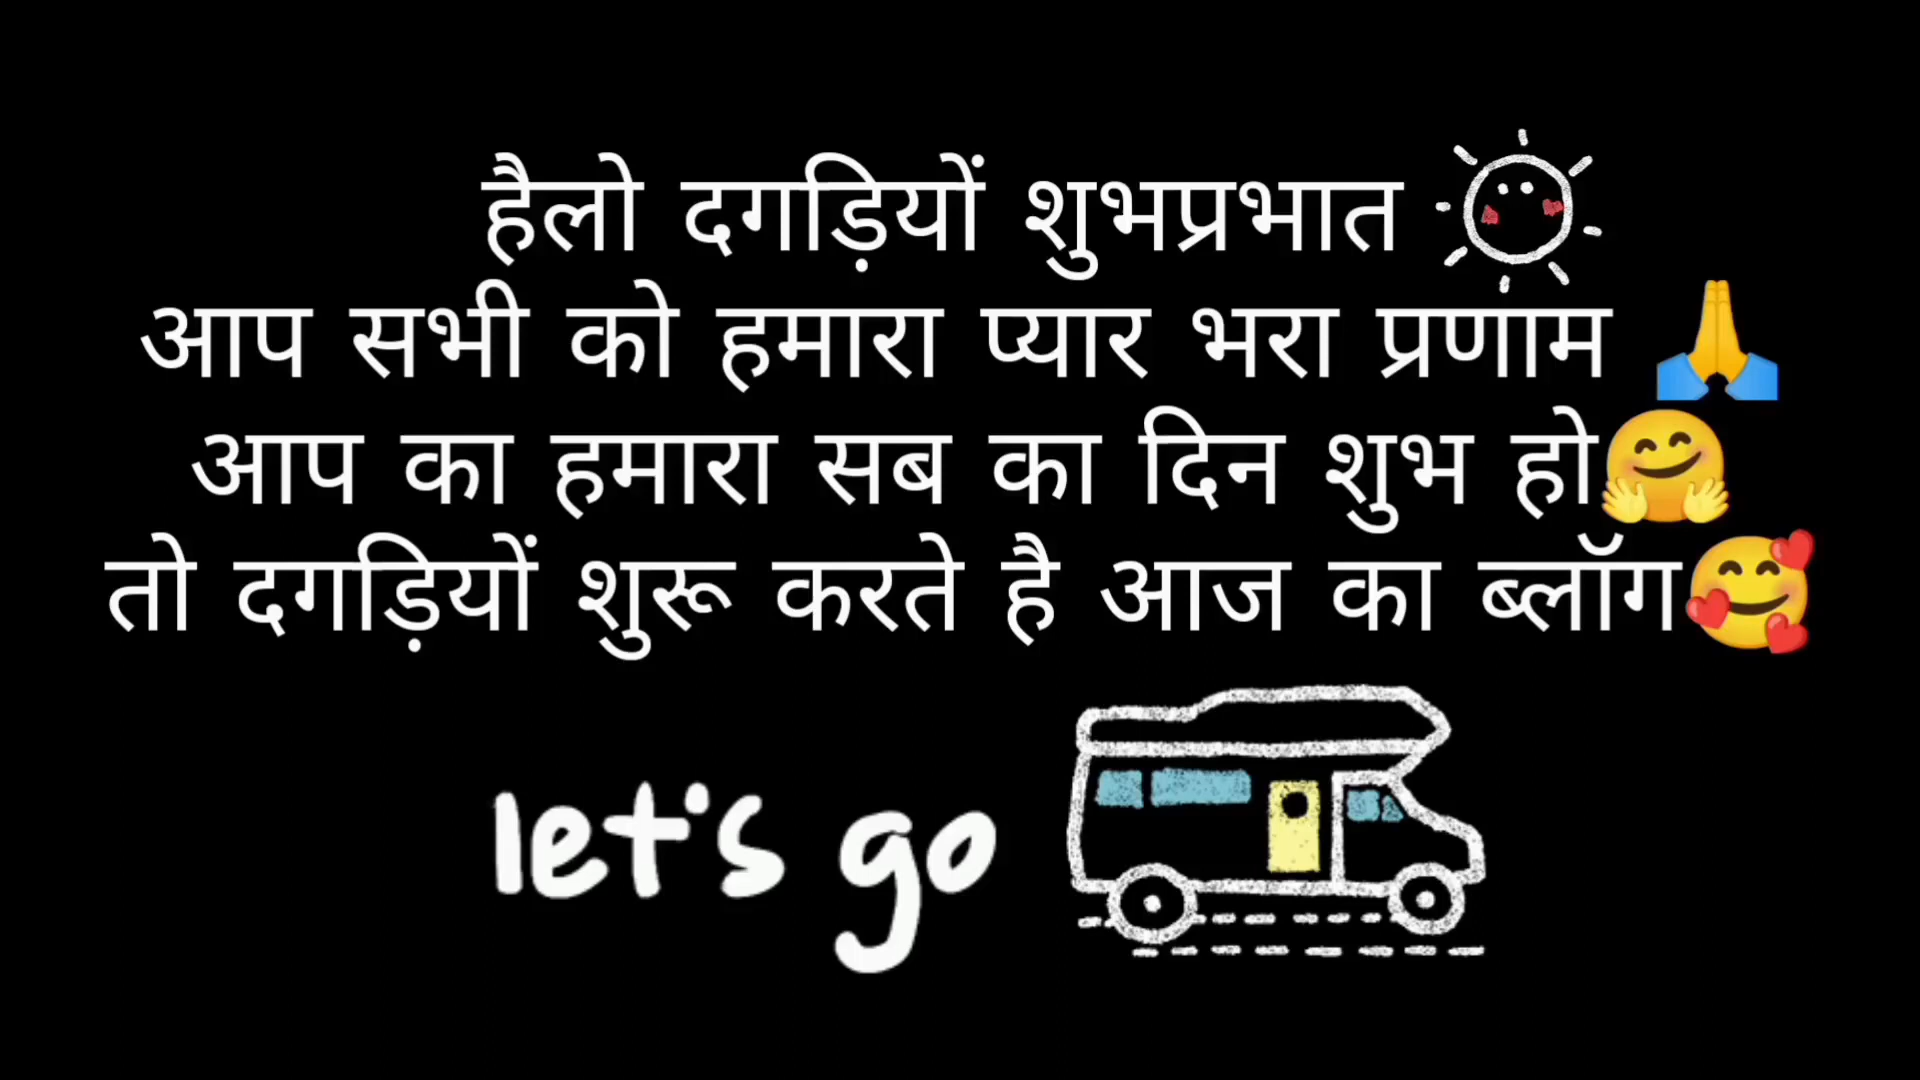 हैलो दगड़ियों शुभप्रभात
आप सभी को हमारा प्यार भरा प्रणाम 🙏
आप का हमारा सब का दिन शुभ हो🤗
तो दगड़ियों शुरू करते है आज का ब्लॉग🥰
let's go